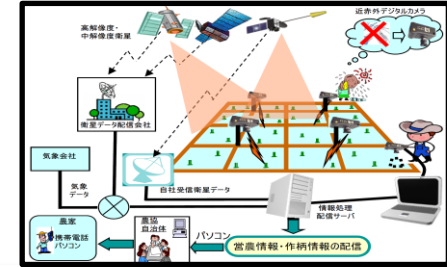 高解像度・
中解像度衛星
近赤外デジタルカメラ
衛星データ配信会社
気象会社
気象
データ
自社受信衛星データ
情報処理
配信サーバ
農家
携帯電話
パソコン
農協
自治体
パソコン
営農情報・作柄情報の配信